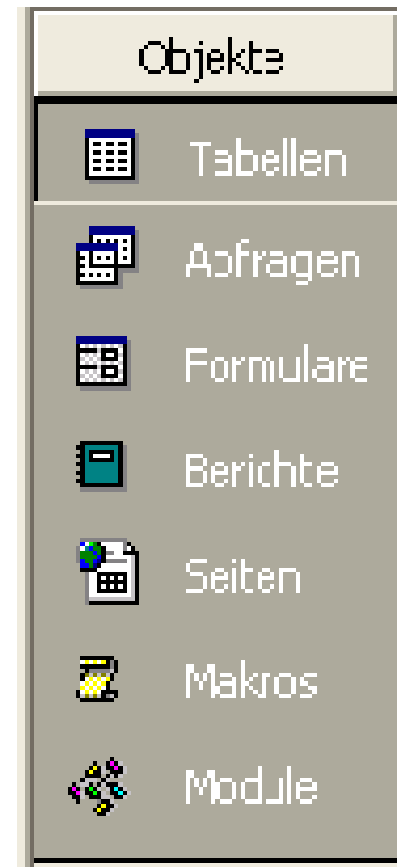 Objekte
Tabellen
Abfragen
Formulare
Berichte
Seiten
Makros
Module